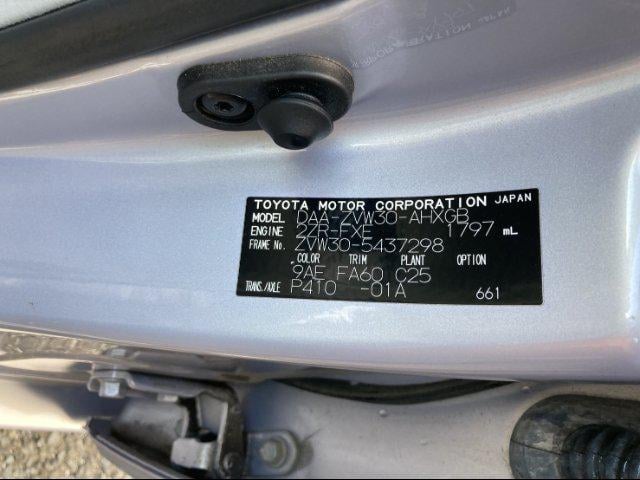 TOYOTA MOTOR CORPORATION JAPAN
MODEL DAA-ZVW30-AHXGB
ENGINE 2ZR-FXE 1797 mL
FRAME No. ZVW30-5437298
COLOR TRIM PLANT OPTION
9AE FA60 C25
TRANS./AXLE P410 -01A 661